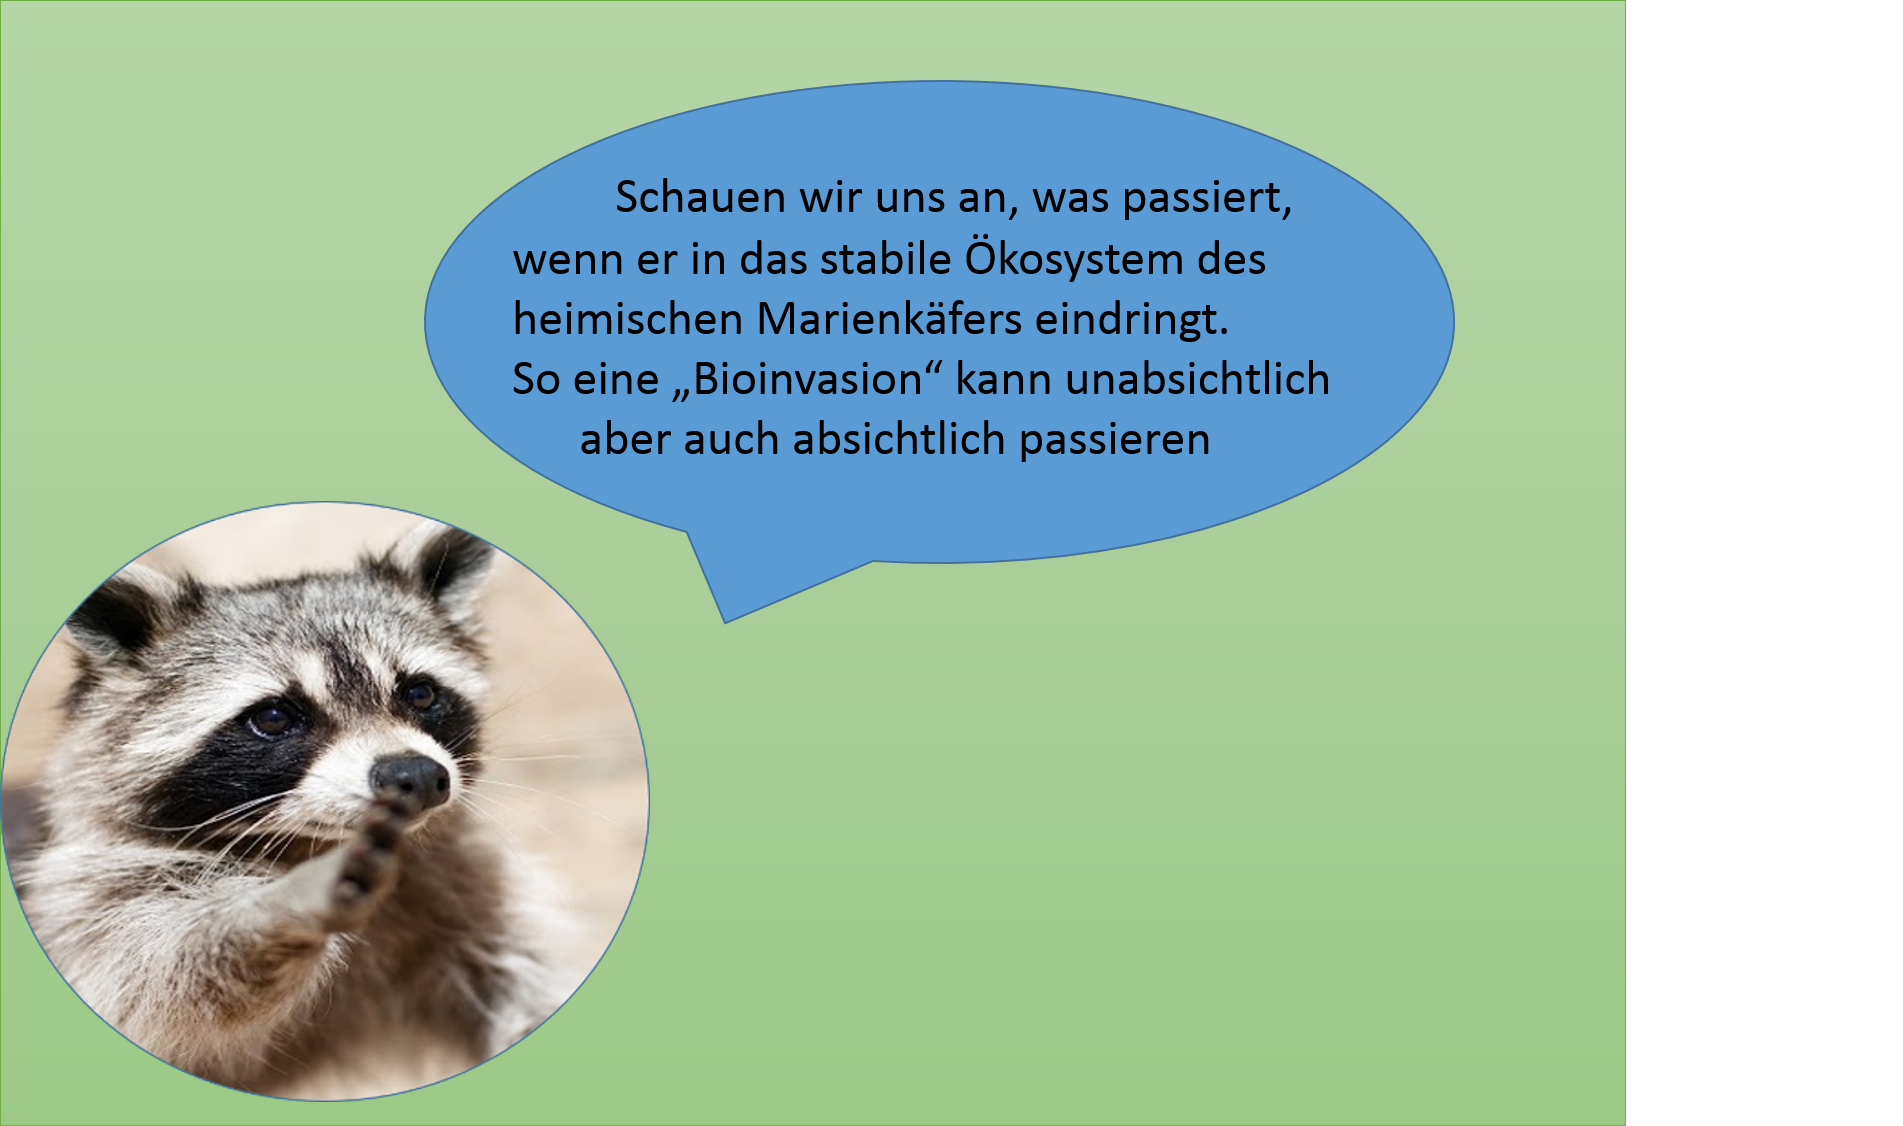 Schauen wir uns an, was passiert,
wenn er in das stabile Ökosystem des
heimischen Marienkäfers eindringt.
So eine „Bioinvasion“ kann unabsichtlich
aber auch absichtlich passieren